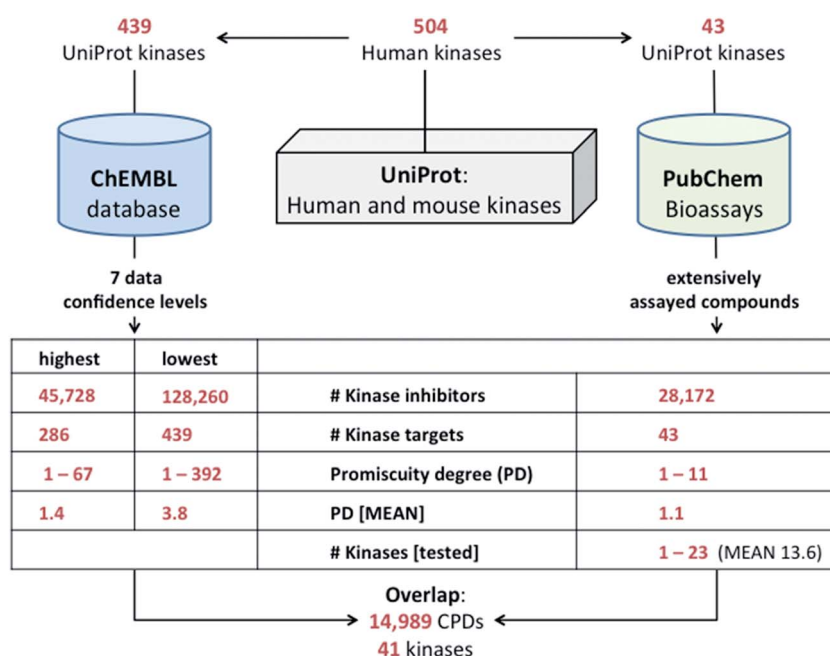 439
UniProt kinases
504
Human kinases
43
UniProt kinases
ChEMBL
database
UniProt:
Human and mouse kinases
PubChem
Bioassays
7 data
confidence levels
extensively
assayed compounds
highest lowest
45,728 128,260 # Kinase inhibitors 28,172
286 439 # Kinase targets 43
1 – 67 1 – 392 Promiscuity degree (PD) 1 – 11
1.4 3.8 PD [MEAN] 1.1
# Kinases [tested] 1 – 23 (MEAN 13.6)
Overlap:
14,989 CPDs
41 kinases